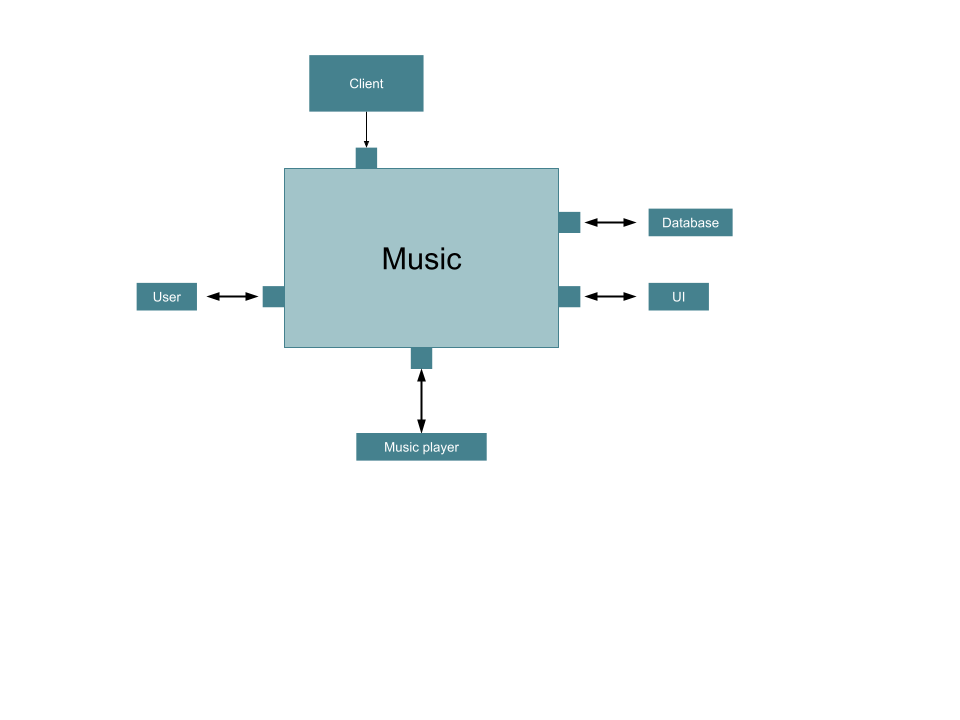 Client
Music
Database
User
UI
Music player